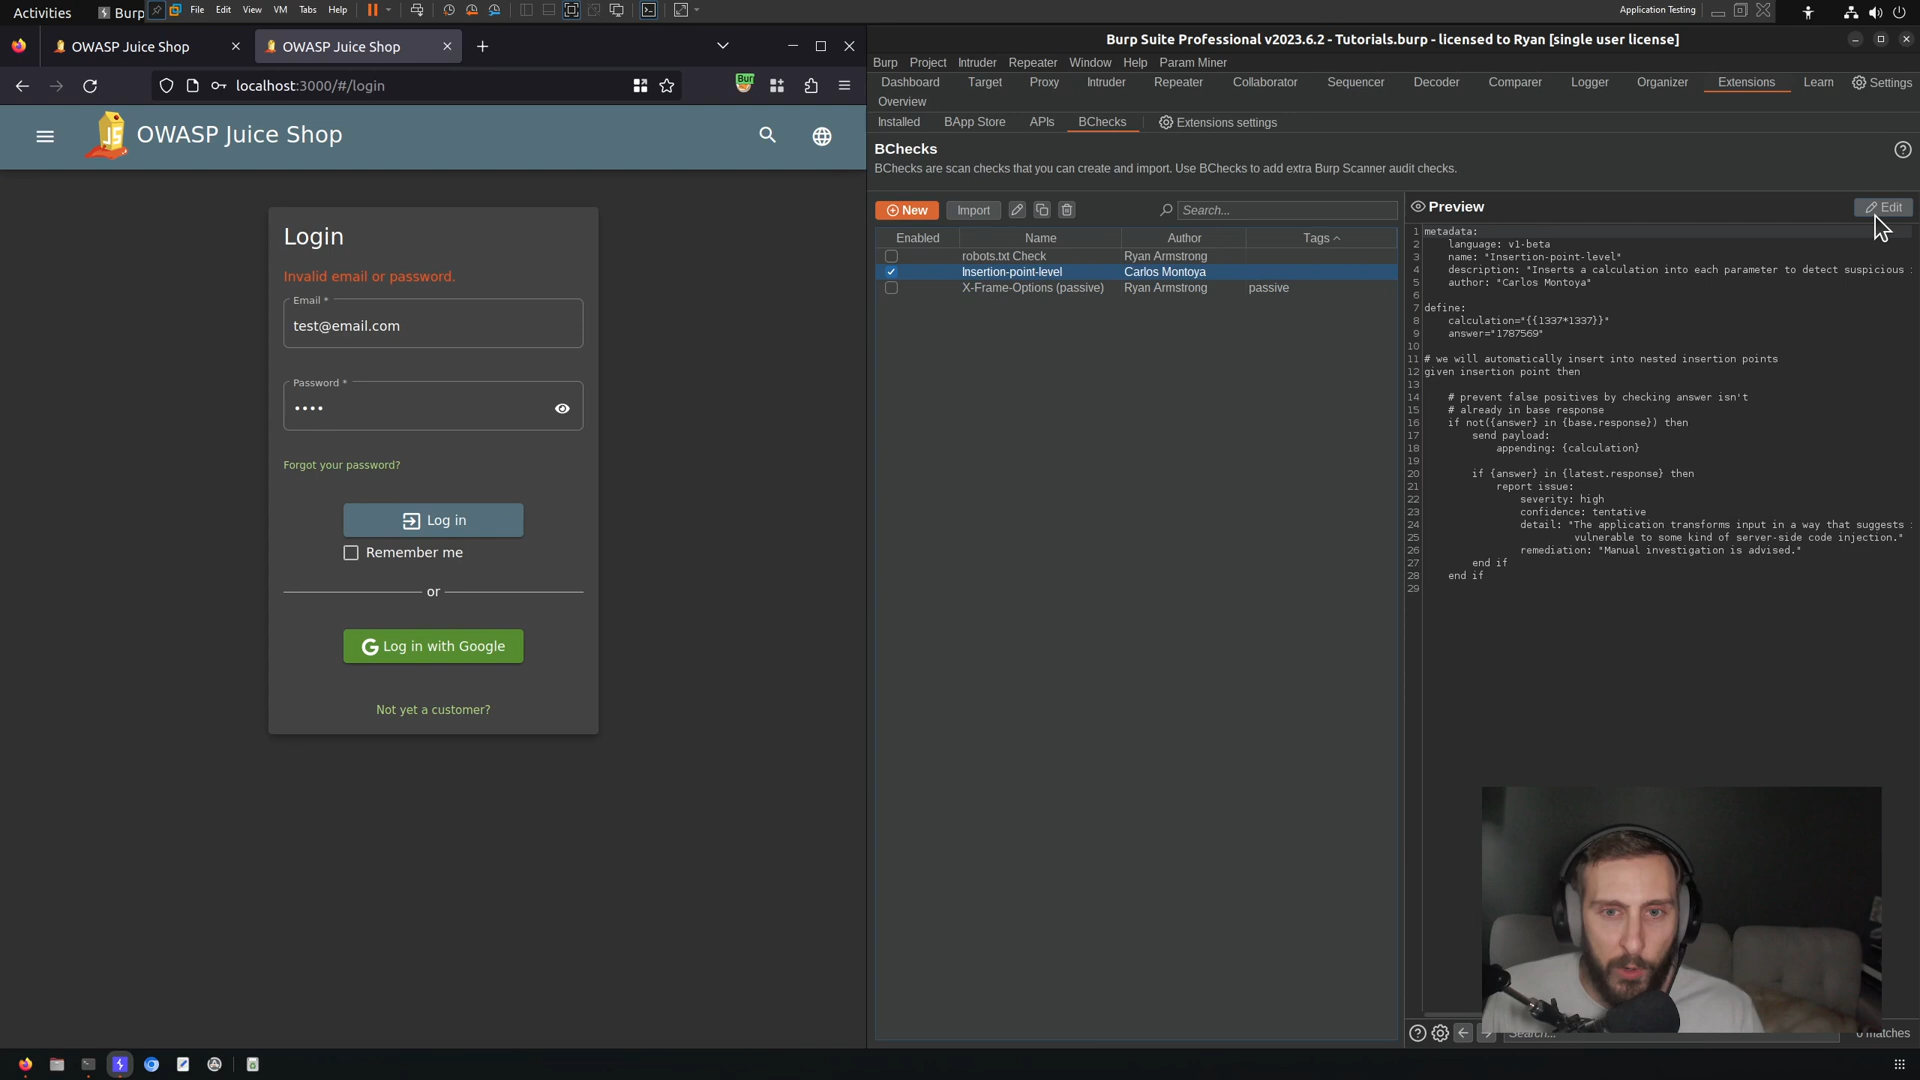 Activities
Burp
File Edit View VM Tabs Help
Application Testing
OWASP Juice Shop
OWASP Juice Shop
localhost:3000/#/login
Bur
OWASP Juice Shop
Login
Invalid email or password.
Email *
test@email.com
Password *
Forgot your password?
Log in
Remember me
or
G Log in with Google
Not yet a customer?
Burp Suite Professional v2023.6.2 - Tutorials.burp - licensed to Ryan [single user license]
Burp Project Intruder Repeater Window Help Param Miner
Dashboard Target Proxy Intruder Repeater Collaborator Sequencer Decoder Comparer Logger Organizer Extensions Learn Settings
Overview
Installed BApp Store APIs BChecks Extensions settings
BChecks
BChecks are scan checks that you can create and import. Use BChecks to add extra Burp Scanner audit checks.
New Import Search...
Enabled Name Author Tags
robots.txt Check Ryan Armstrong
Insertion-point-level Carlos Montoya
X-Frame-Options (passive) Ryan Armstrong passive
Preview Edit
1 metadata:
2 language: v1-beta
3 name: "Insertion-point-level"
4 description: "Inserts a calculation into each parameter to detect suspicious
5 author: "Carlos Montoya"
6
7 define:
8 calculation="{{1337*1337}}"
9 answer="1787569"
10
11 # we will automatically insert into nested insertion points
12 given insertion point then
13
14 # prevent false positives by checking answer isn't
15 # already in base response
16 if not({answer} in {base.response}) then
17 send payload:
18 appending: {calculation}
19
20 if {answer} in {latest.response} then
21 report issue:
22 severity: high
23 confidence: tentative
24 detail: "The application transforms input in a way that suggests
25 vulnerable to some kind of server-side code injection."
26 remediation: "Manual investigation is advised."
27 end if
28 end if
29
Search...
matches